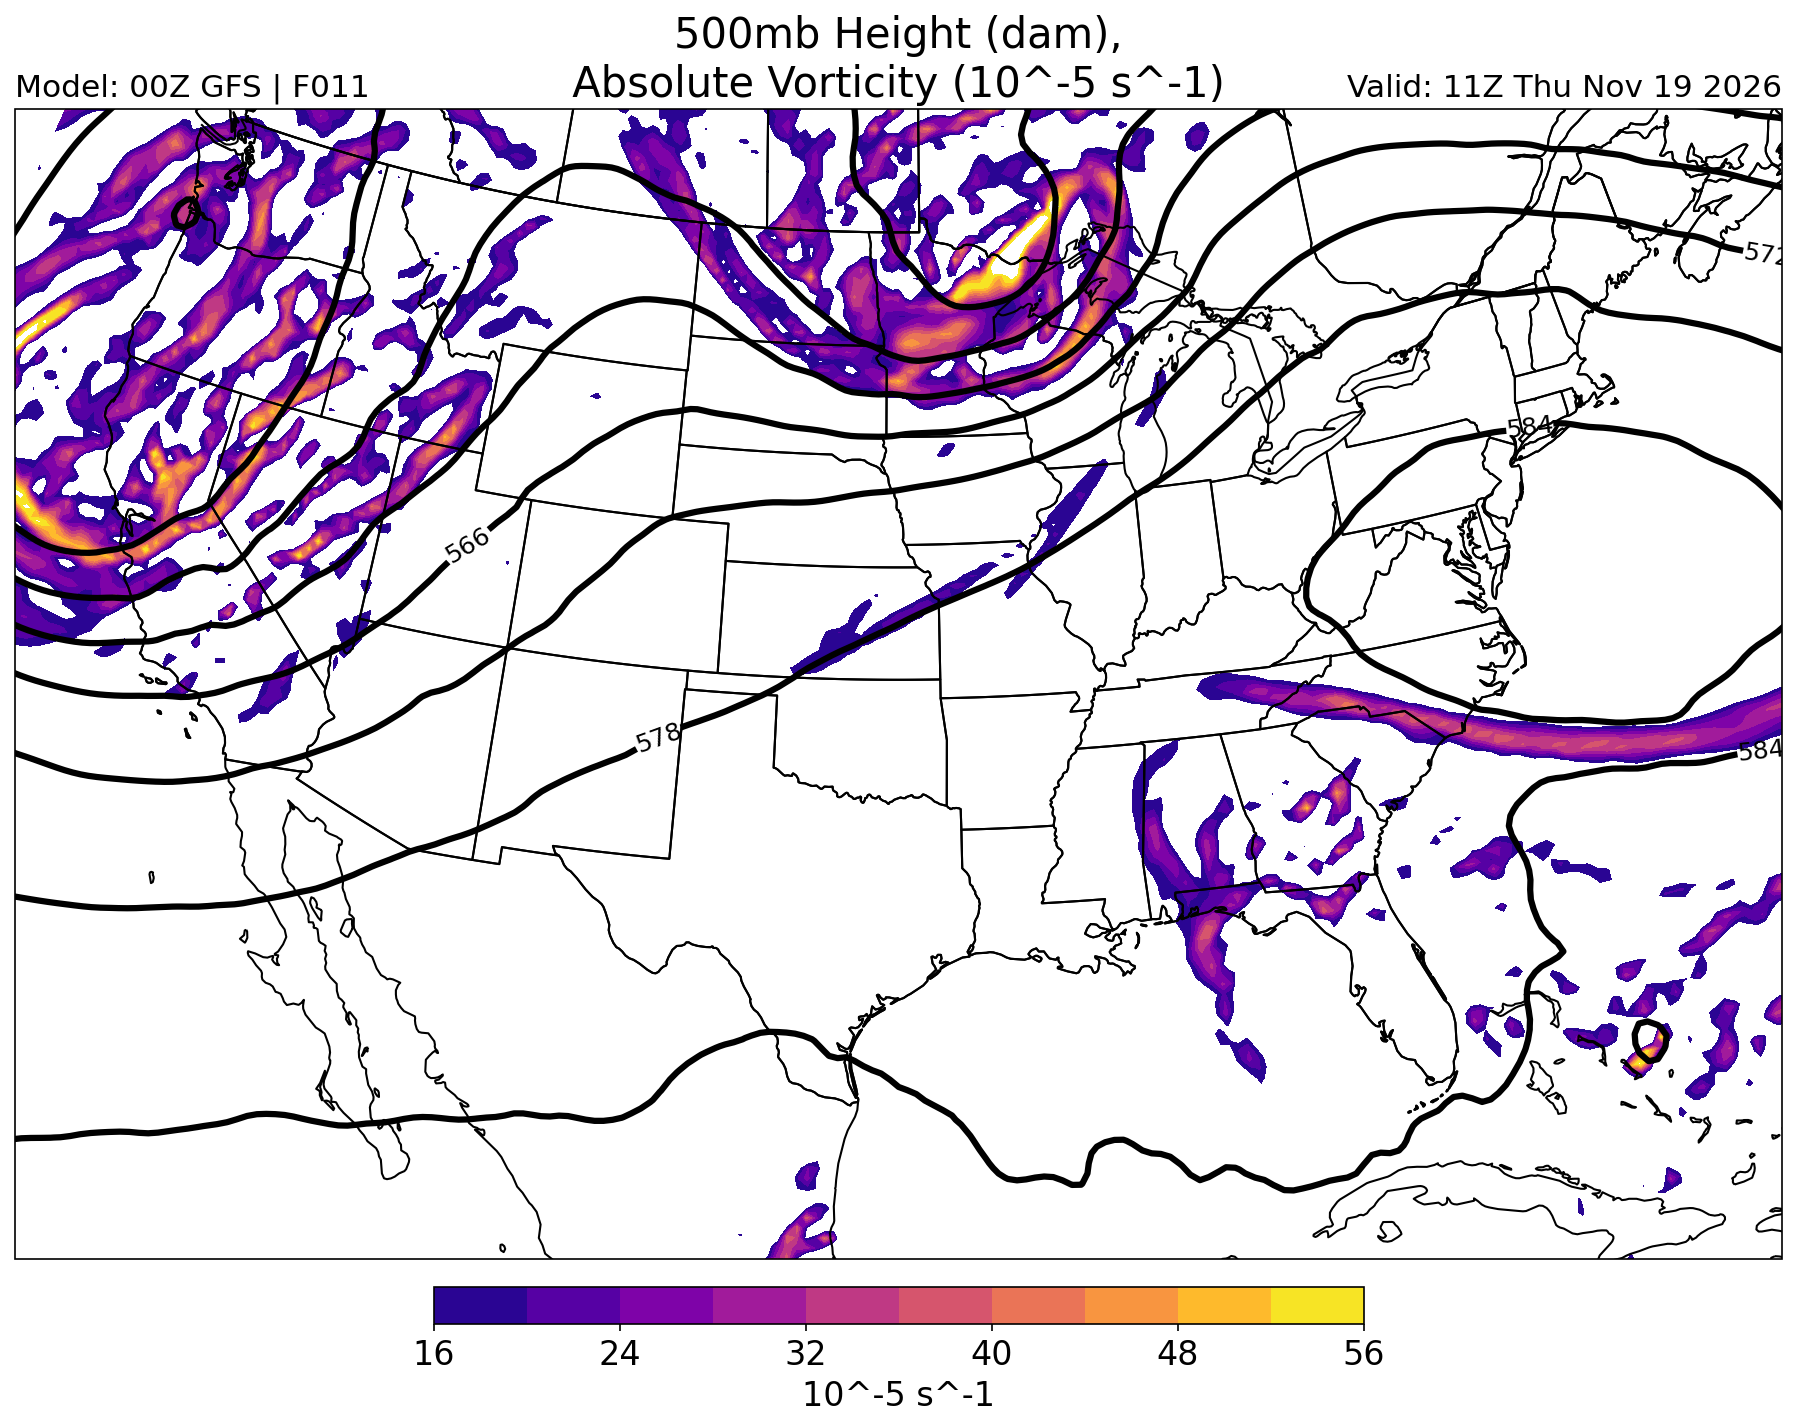 500mb Height (dam),
Absolute Vorticity (10^-5 s^-1)
Model: 00Z GFS | F011
Valid: 11Z Thu Nov 19 2026
572
584
566
578
584
16 24 32 40 48 56
10^-5 s^-1